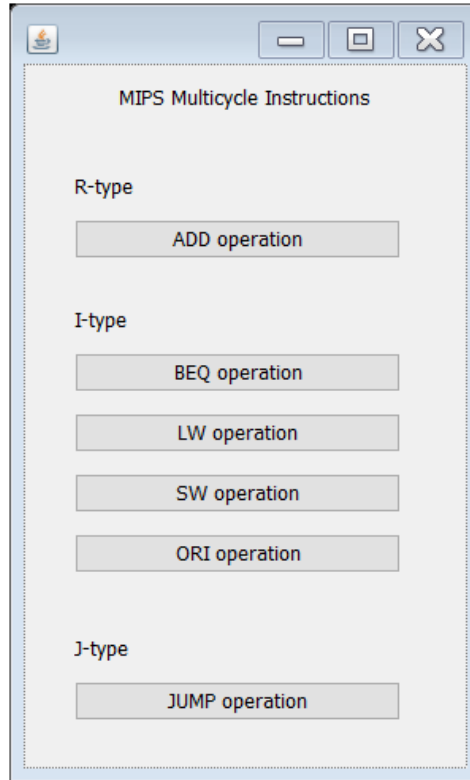 MIPS Multicycle Instructions
R-type
ADD operation
I-type
BEQ operation
LW operation
SW operation
ORI operation
J-type
JUMP operation